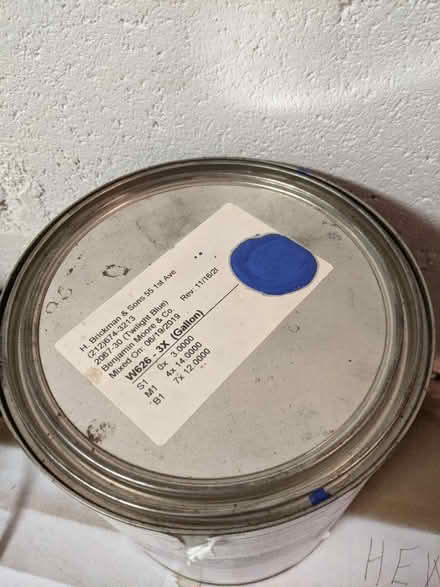 H. Brickman & Sons 55 1st Ave
(212)674-3213
2067-30 (Twilight Blue)
Benjamin Moore & Co.
Mixed On: 06/19/2019 Rev. 11/16/2
W626 - 3X (Gallon)
S1 0x 3.0000
M1 4x 14.0000
B1 7x 12.0000
HEW